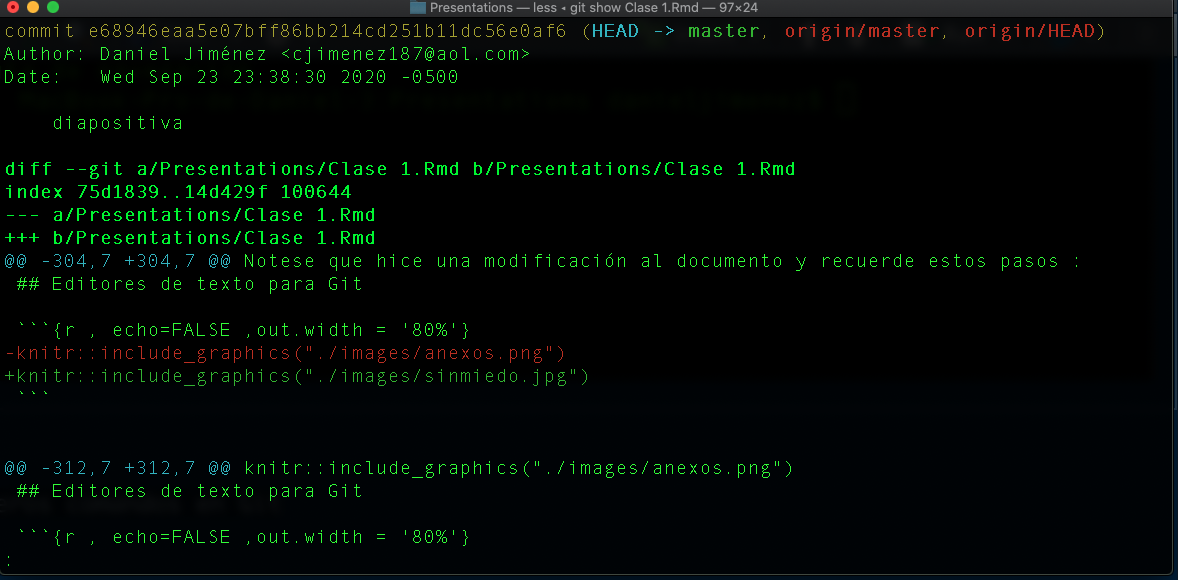 Presentations — less ◂ git show Clase 1.Rmd — 97×24
commit e68946eaa5e07bff86bb214cd251b11dc56e0af6 (HEAD -> master, origin/master, origin/HEAD)
Author: Daniel Jiménez <cjimenez187@aol.com>
Date:   Wed Sep 23 23:38:30 2020 -0500
    diapositiva
diff --git a/Presentations/Clase 1.Rmd b/Presentations/Clase 1.Rmd
index 75d1839..14d429f 100644
--- a/Presentations/Clase 1.Rmd
+++ b/Presentations/Clase 1.Rmd
@@ -304,7 +304,7 @@ Notese que hice una modificación al documento y recuerde estos pasos :
 ## Editores de texto para Git
 ```{r , echo=FALSE ,out.width = '80%'}
-knitr::include_graphics("./images/anexos.png")
+knitr::include_graphics("./images/sinmiedo.jpg")
 ```
@@ -312,7 +312,7 @@ knitr::include_graphics("./images/anexos.png")
 ## Editores de texto para Git
 ```{r , echo=FALSE ,out.width = '80%'}
: